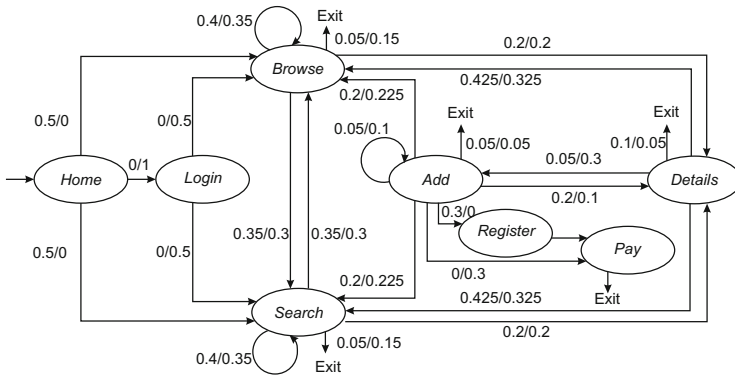 0.4/0.35
Exit
0.05/0.15
0.2/0.2
Browse
0.425/0.325
0.2/0.225
0.5/0
0/0.5
0.05/0.1
Exit
0.05/0.05
Exit
0.1/0.05
0/1
0.05/0.3
Home
Login
Add
Details
0.2/0.1
0.3/0
Register
0.5/0
0/0.5
0.35/0.3
0.35/0.3
Pay
0/0.3
0.2/0.225
Exit
0.425/0.325
Search
0.2/0.2
0.05/0.15
0.4/0.35
Exit